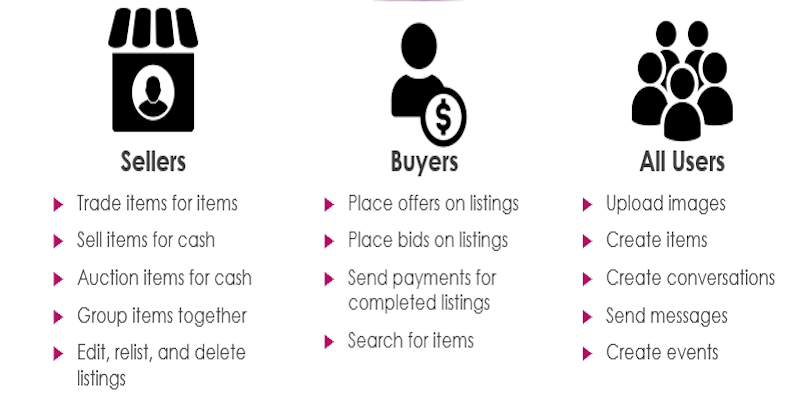 Sellers
Trade items for items
Sell items for cash
Auction items for cash
Group items together
Edit, relist, and delete
listings
$
Buyers
Place offers on listings
Place bids on listings
Send payments for
completed listings
Search for items
All Users
Upload images
Create items
Create conversations
Send messages
Create events